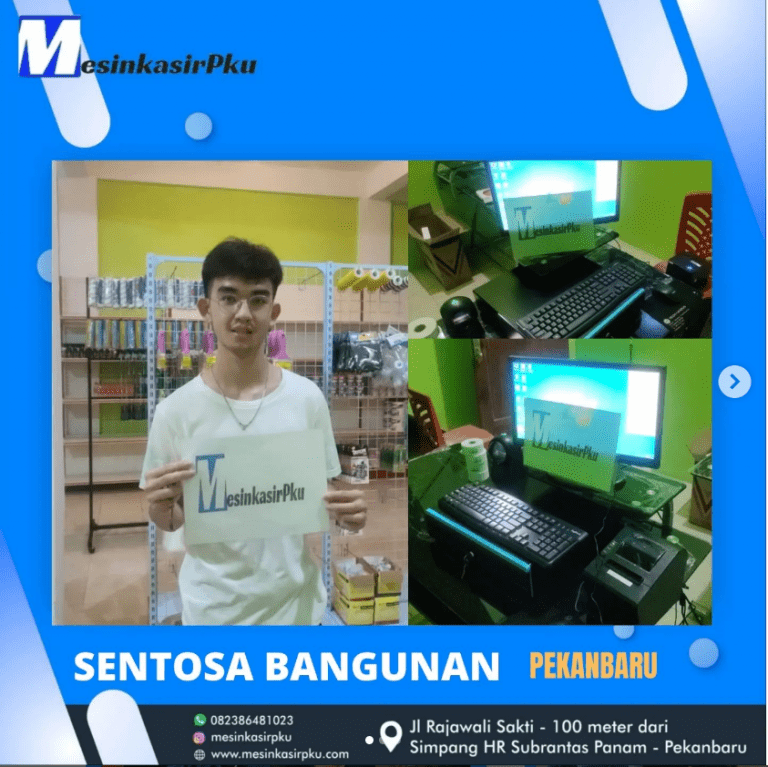 MesinkasirPku
MesinkasirPku
MesinkasirPku
MesinkasirPku
SENTOSA BANGUNAN PEKANBARU
082386481023
mesinkasirpku
www.mesinkasirpku.com
Jl Rajawali Sakti - 100 meter dari
Simpang HR Subrantas Panam - Pekanbaru